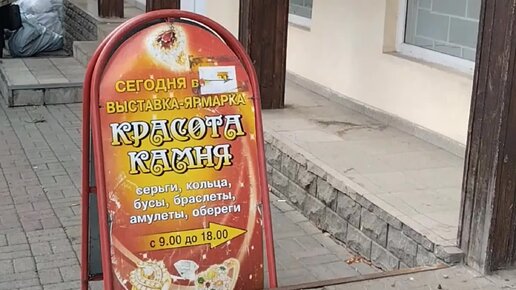 СЕГОДНЯ В
ВЫСТАВКА-ЯРМАРКА
КРАСОТА
КАМНЯ
серьги, кольца,
бусы, браслеты,
амулеты, обереги
с 9.00 до 18.00